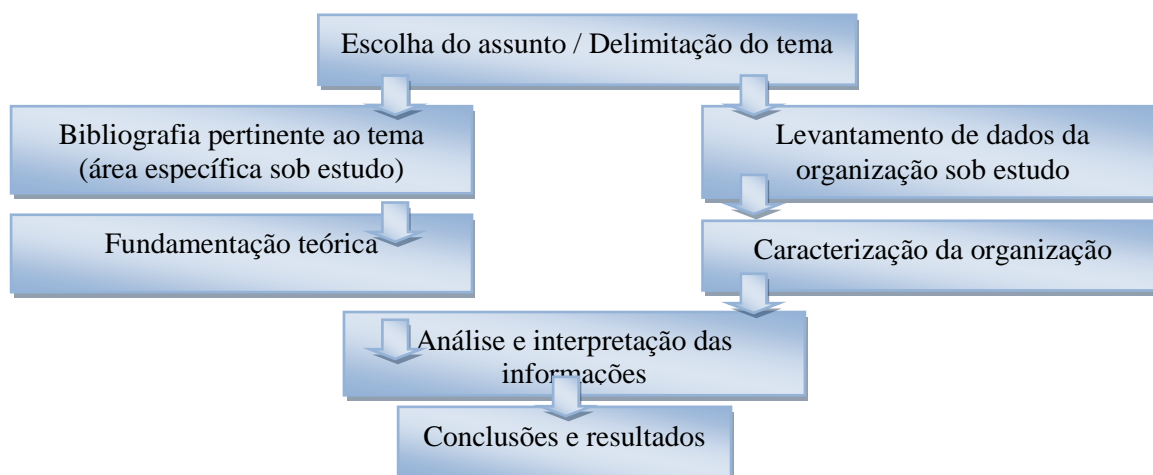 Escolha do assunto / Delimitação do tema
Bibliografia pertinente ao tema
(área específica sob estudo)
Levantamento de dados da
organização sob estudo
Fundamentação teórica
Caracterização da organização
Análise e interpretação das
informações
Conclusões e resultados